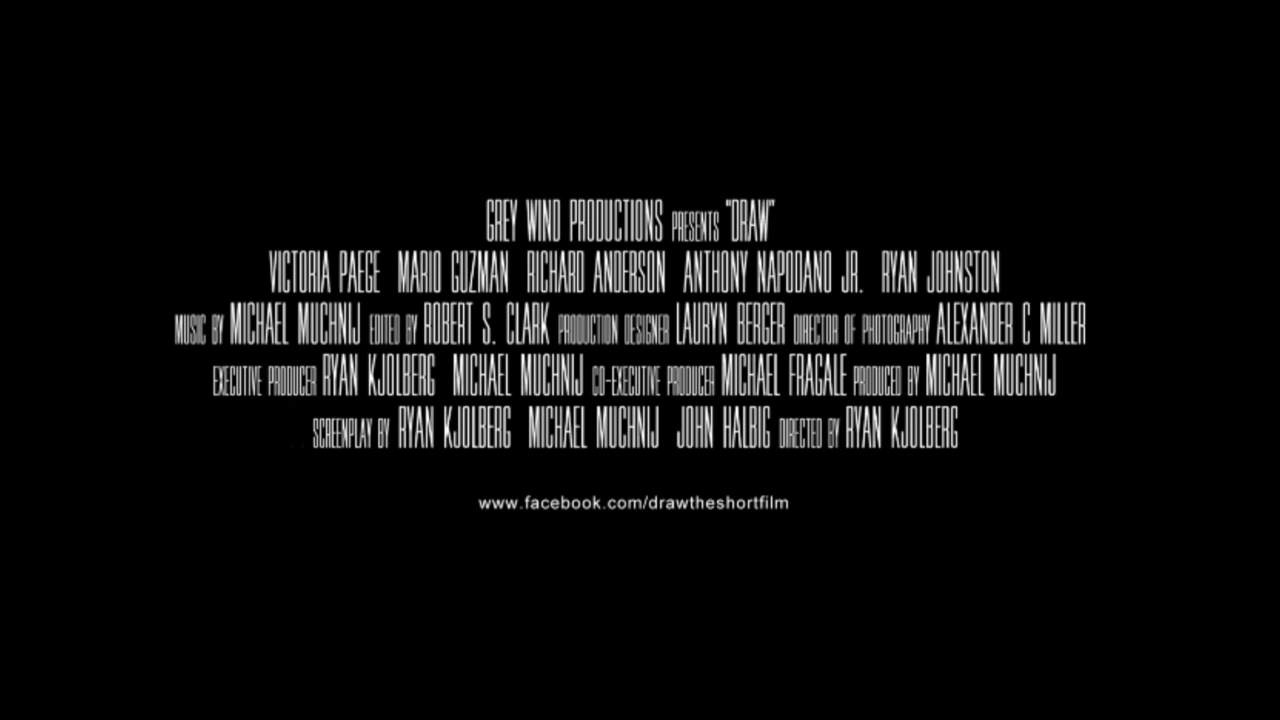 GREY WIND PRODUCTIONS PRESENTS "DRAW"
VICTORIA PAEGE MARIO GUZMAN RICHARD ANDERSON ANTHONY NAPODANO JR. RYAN JOHNSTON
MUSIC BY MICHAEL MUCHNIJ EDITED BY ROBERT S. CLARK PRODUCTION DESIGNER LAURYN BERGER DIRECTOR OF PHOTOGRAPHY ALEXANDER C MILLER
EXECUTIVE PRODUCER RYAN KJOLBERG MICHAEL MUCHNIJ CO-EXECUTIVE PRODUCER MICHAEL FRAGALE PRODUCED BY MICHAEL MUCHNIJ
SCREENPLAY BY RYAN KJOLBERG MICHAEL MUCHNIJ JOHN HALBIG DIRECTED BY RYAN KJOLBERG
www.facebook.com/drawtheshortfilm